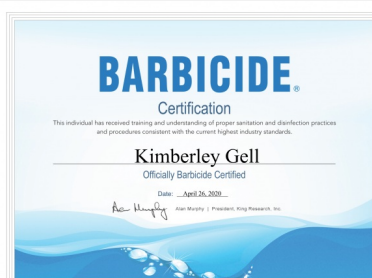 BARBICIDE®
Certification
This individual has received training and understanding of proper sanitation and disinfection practices
and procedures consistent with the current highest industry standards.
Kimberley Gell
Officially Barbicide Certified
Date: April 26, 2020
Alan Murphy Alan Murphy | President, King Research, Inc.